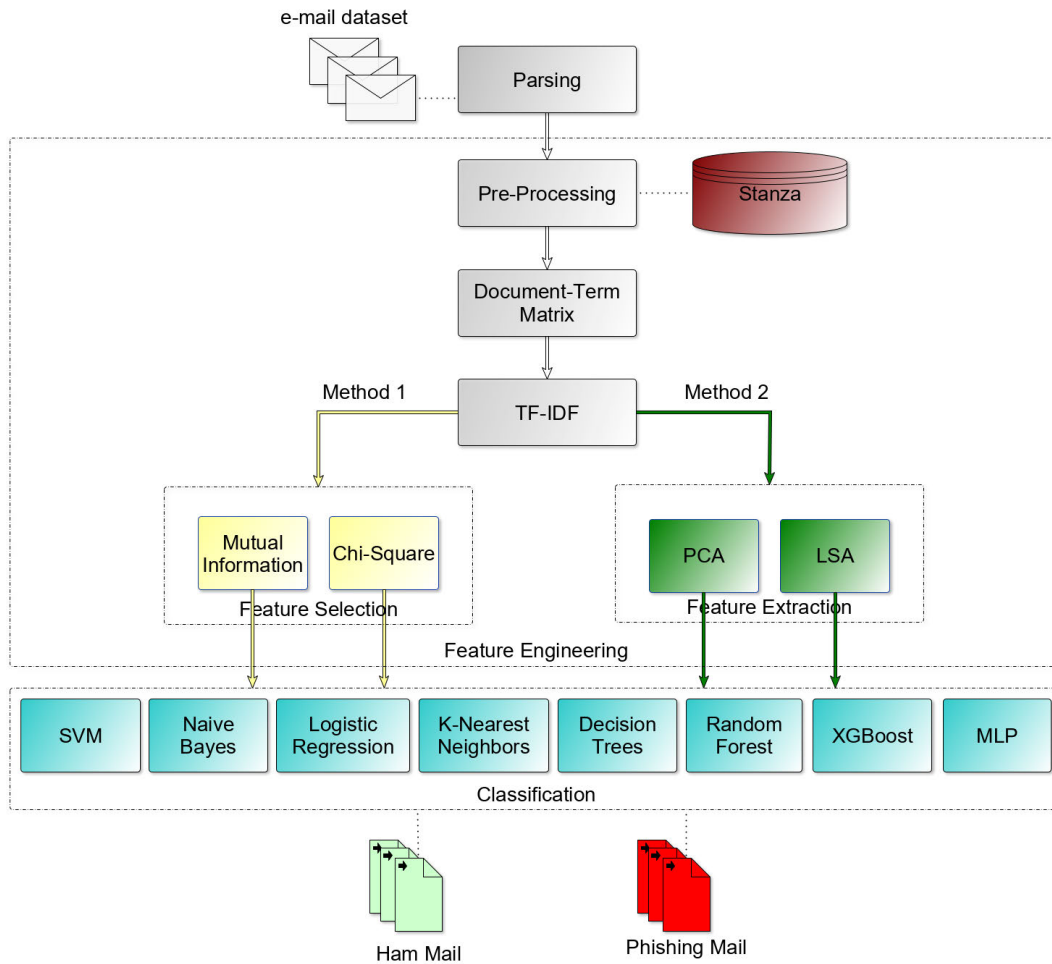 e-mail dataset
Parsing
Pre-Processing
Stanza
Document-Term
Matrix
Method 1
TF-IDF
Method 2
Mutual
Information
Chi-Square
Feature Selection
PCA
LSA
Feature Extraction
Feature Engineering
SVM
Naive
Bayes
Logistic
Regression
K-Nearest
Neighbors
Decision
Trees
Random
Forest
XGBoost
MLP
Classification
Ham Mail
Phishing Mail